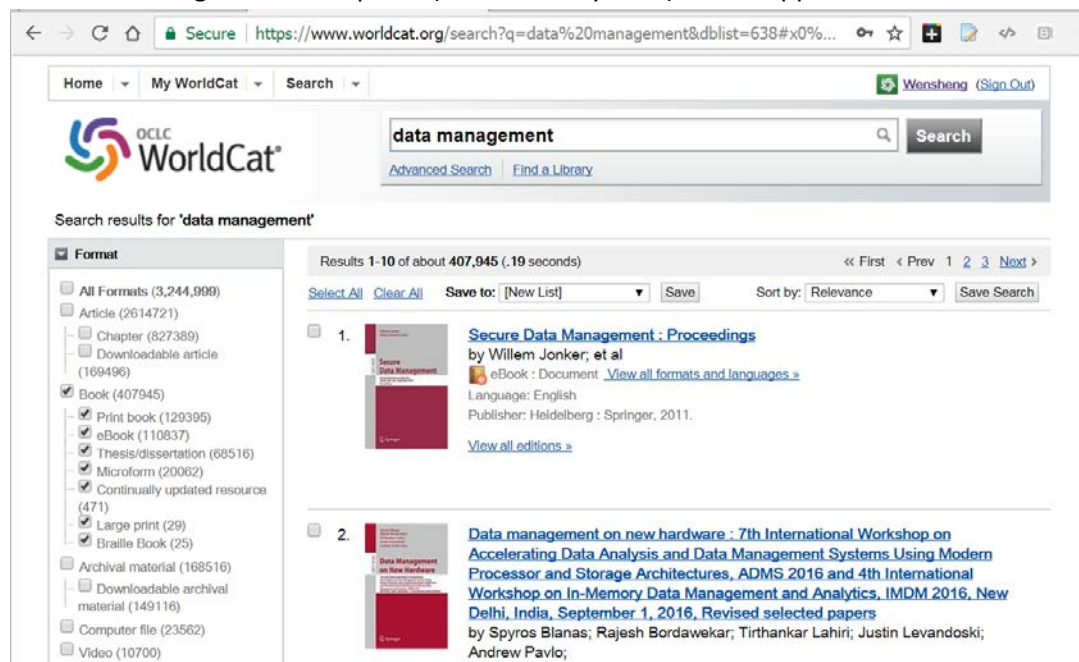 Secure https://www.worldcat.org/search?q=data%20management&dblist=638#x0%...
Home My WorldCat Search Wensheng (Sign Out)
OCLC
WorldCat®
data management Search
Advanced Search Find a Library
Search results for 'data management'
Format
All Formats (3,244,999)
Article (2614721)
Chapter (827389)
Downloadable article
(169496)
Book (407945)
Print book (129395)
eBook (110837)
Thesis/dissertation (68516)
Microform (20062)
Continually updated resource
(471)
Large print (29)
Braille Book (25)
Archival material (168516)
Downloadable archival
material (149116)
Computer file (23562)
Video (10700)
Results 1-10 of about 407,945 (.19 seconds) « First < Prev 1 2 3 Next >
Select All Clear All Save to: [New List] Save Sort by: Relevance Save Search
1.
Secure
Data Management
Secure Data Management : Proceedings
by Willem Jonker; et al
eBook : Document View all formats and languages »
Language: English
Publisher: Heidelberg : Springer, 2011.
View all editions »
2.
Data Management
on New Hardware
Data management on new hardware : 7th International Workshop on
Accelerating Data Analysis and Data Management Systems Using Modern
Processor and Storage Architectures, ADMS 2016 and 4th International
Workshop on In-Memory Data Management and Analytics, IMDM 2016, New
Delhi, India, September 1, 2016, Revised selected papers
by Spyros Blanas; Rajesh Bordawekar; Tirthankar Lahiri; Justin Levandoski;
Andrew Pavlo;